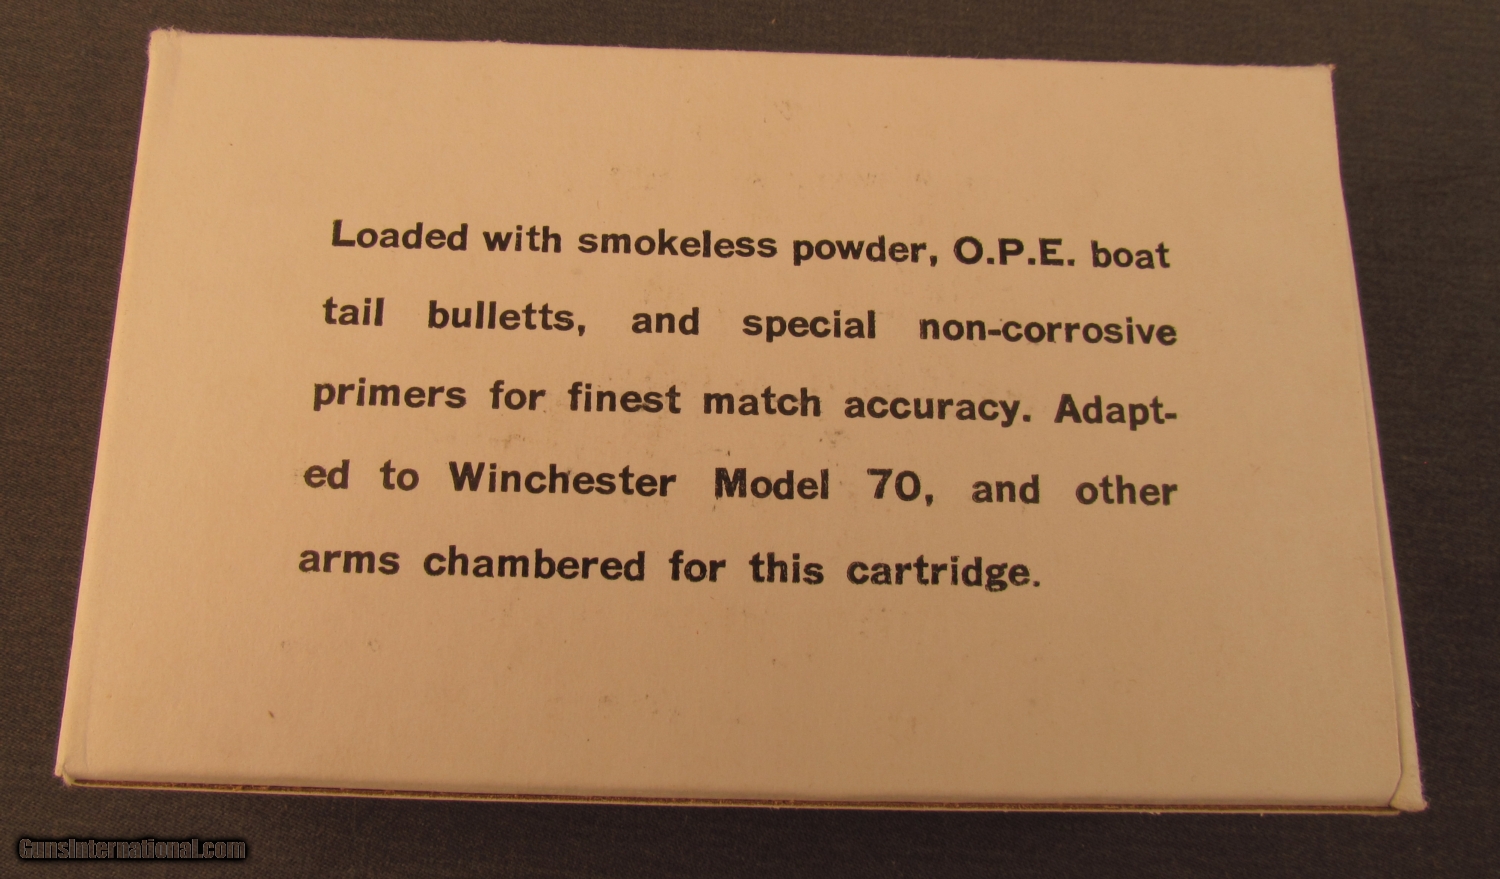 Loaded with smokeless powder, O.P.E. boat
tail bulletts, and special non-corrosive
primers for finest match accuracy. Adapt-
ed to Winchester Model 70, and other
arms chambered for this cartridge.
GunsInternational.com